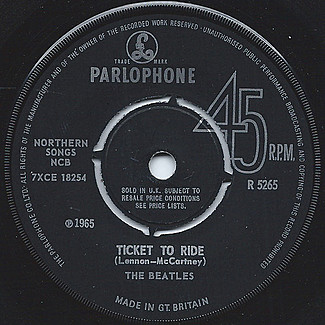 THE PARLOPHONE CO. LTD. ALL RIGHTS OF THE MANUFACTURER AND OF THE OWNER OF THE RECORDED WORK RESERVED. UNAUTHORISED PUBLIC PERFORMANCE BROADCASTING AND COPYING OF THIS RECORD PROHIBITED
TRADE MARK
PARLOPHONE
45
R.P.M.
NORTHERN
SONGS
NCB
7XCE 18254
R 5265
SOLD IN U.K. SUBJECT TO
RESALE PRICE CONDITIONS
SEE PRICE LISTS.
℗1965
TICKET TO RIDE
(Lennon-McCartney)
THE BEATLES
MADE IN GT. BRITAIN